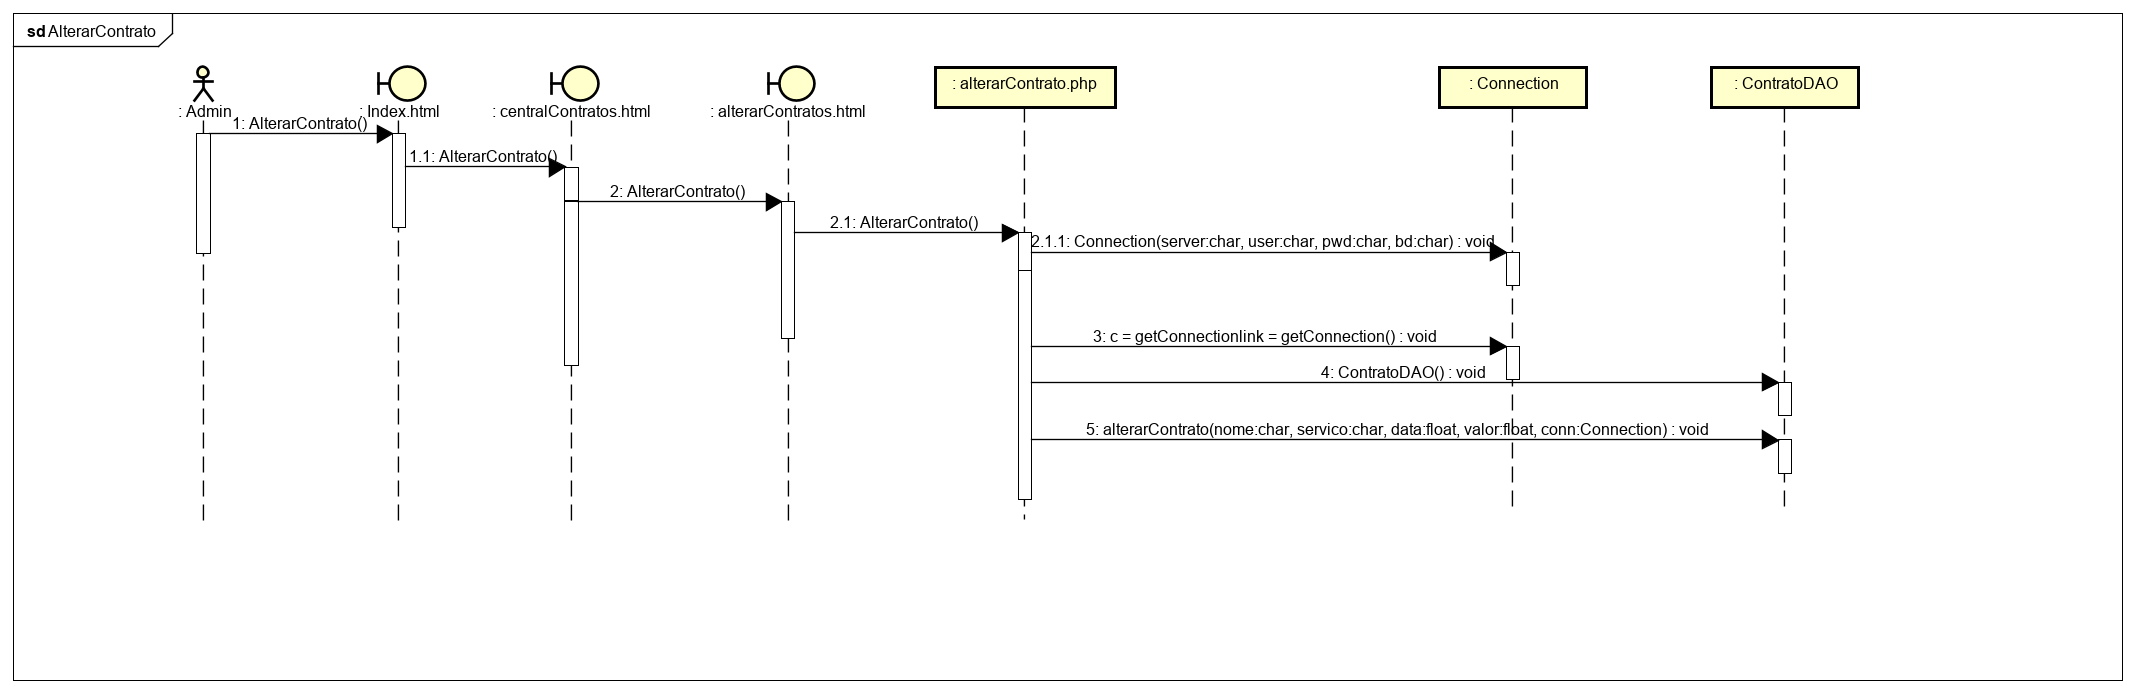 sd AlterarContrato
: Admin
: Index.html
: centralContratos.html
: alterarContratos.html
: alterarContrato.php
: Connection
: ContratoDAO
1: AlterarContrato()
1.1: AlterarContrato()
2: AlterarContrato()
2.1: AlterarContrato()
2.1.1: Connection(server:char, user:char, pwd:char, bd:char) : void
3: c = getConnectionlink = getConnection() : void
4: ContratoDAO() : void
5: alterarContrato(nome:char, servico:char, data:float, valor:float, conn:Connection) : void